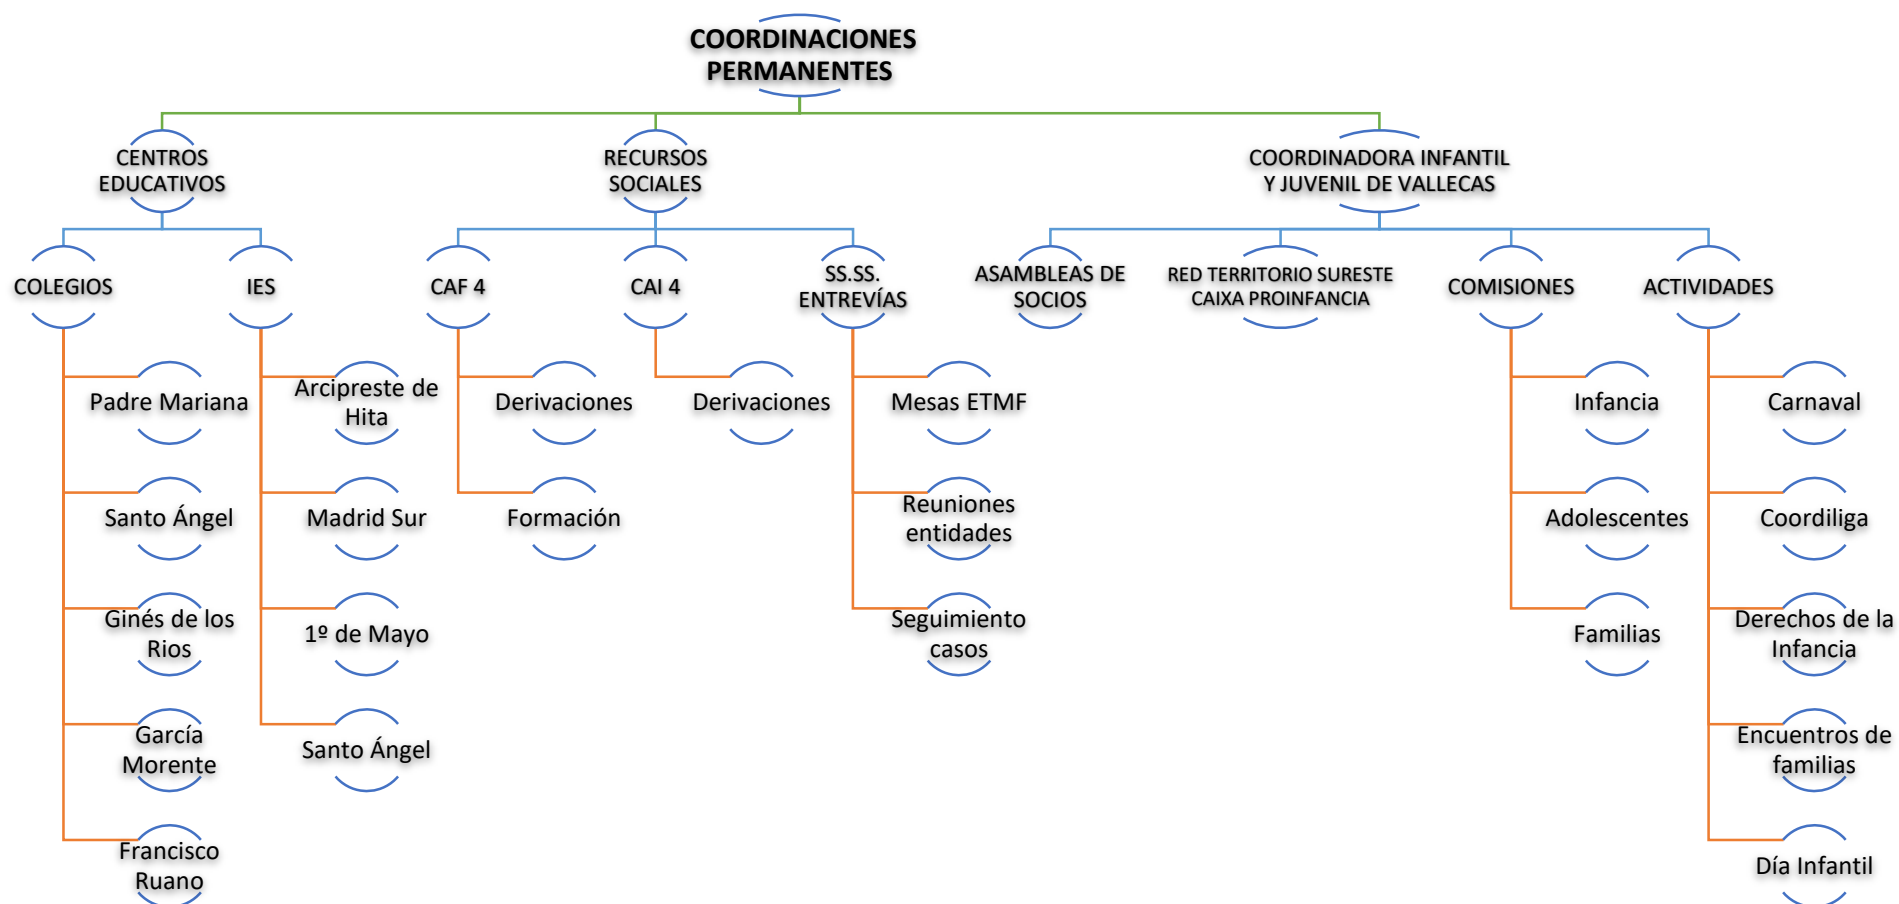 COORDINACIONES
PERMANENTES
CENTROS
EDUCATIVOS
RECURSOS
SOCIALES
COORDINADORA INFANTIL
Y JUVENIL DE VALLECAS
COLEGIOS
IES
CAF 4
CAI 4
SS.SS.
ENTREVÍAS
ASAMBLEAS DE
SOCIOS
RED TERRITORIO SURESTE
CAIXA PROINFANCIA
COMISIONES
ACTIVIDADES
Padre Mariana
Santo Ángel
Ginés de los
Rios
García
Morente
Francisco
Ruano
Arcipreste de
Hita
Madrid Sur
1º de Mayo
Santo Ángel
Derivaciones
Formación
Derivaciones
Mesas ETMF
Reuniones
entidades
Seguimiento
casos
Infancia
Adolescentes
Familias
Carnaval
Coordiliga
Derechos de la
Infancia
Encuentros de
familias
Día Infantil